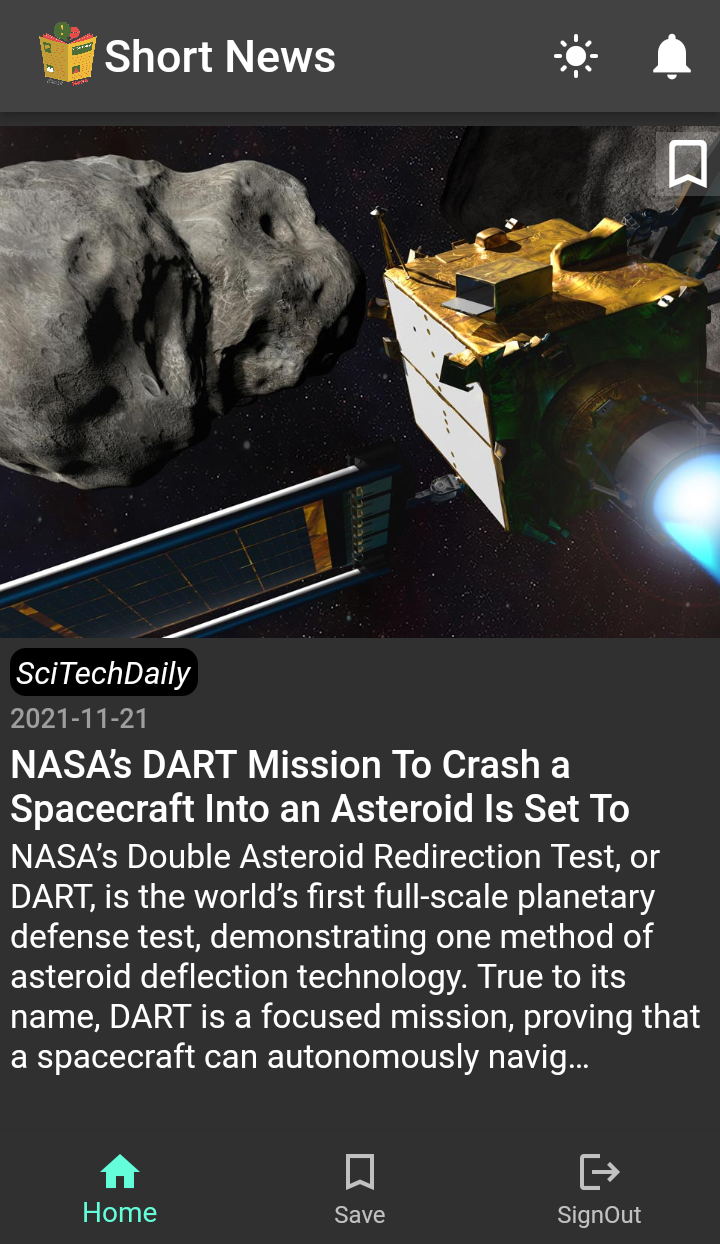 Short News
SciTechDaily
2021-11-21
NASA’s DART Mission To Crash a
Spacecraft Into an Asteroid Is Set To
NASA’s Double Asteroid Redirection Test, or
DART, is the world’s first full-scale planetary
defense test, demonstrating one method of
asteroid deflection technology. True to its
name, DART is a focused mission, proving that
a spacecraft can autonomously navig…
Home
Save
SignOut